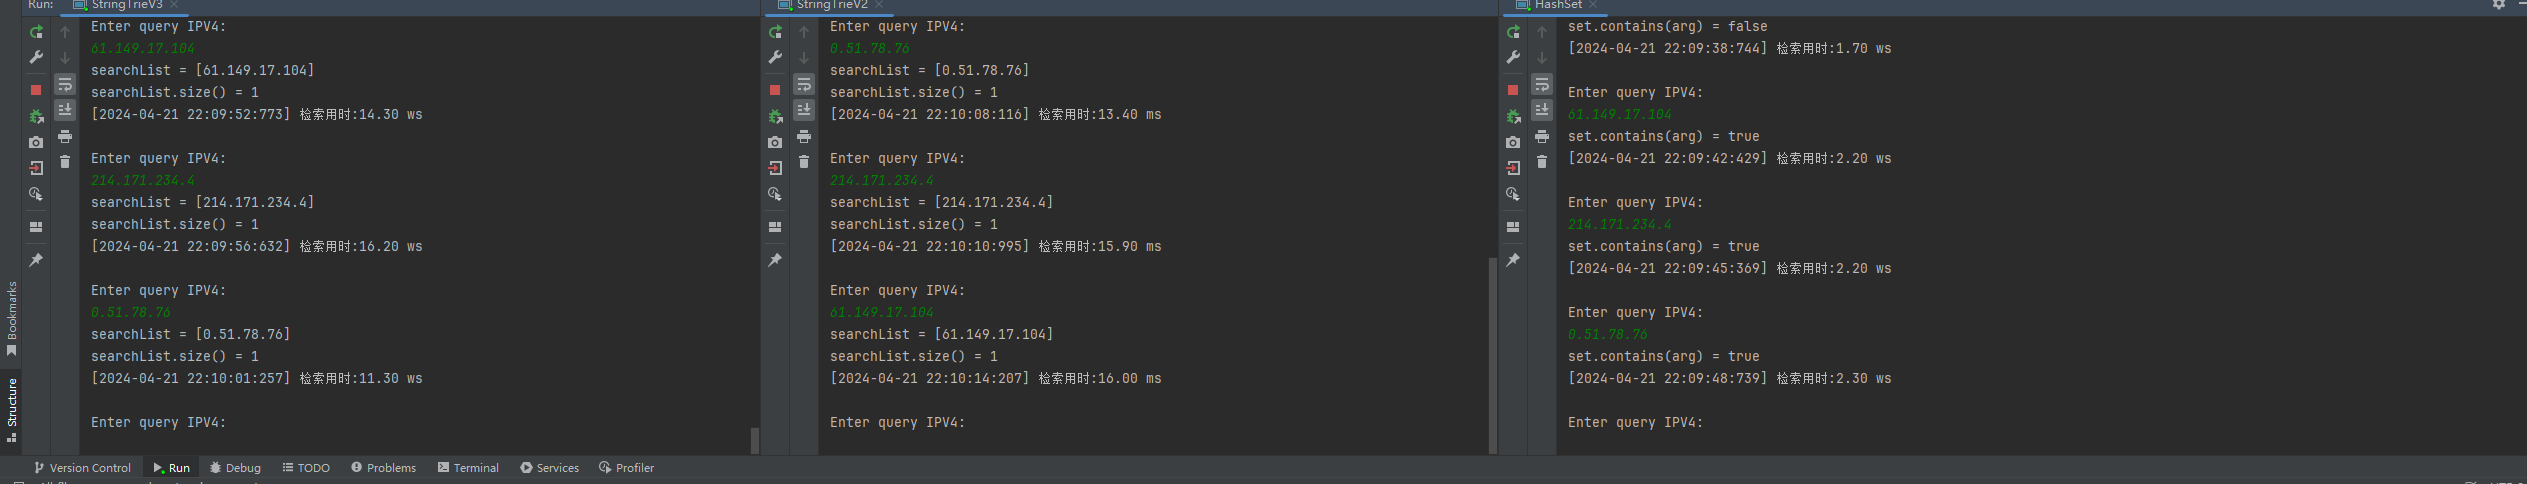 Run:
StringTrieV3
Enter query IPV4:
61.149.17.104
searchList = [61.149.17.104]
searchList.size() = 1
[2024-04-21 22:09:52:773] 检索用时:14.30 ws
Enter query IPV4:
214.171.234.4
searchList = [214.171.234.4]
searchList.size() = 1
[2024-04-21 22:09:56:632] 检索用时:16.20 ws
Enter query IPV4:
0.51.78.76
searchList = [0.51.78.76]
searchList.size() = 1
[2024-04-21 22:10:01:257] 检索用时:11.30 ws
Enter query IPV4:
StringTrieV2
Enter query IPV4:
0.51.78.76
searchList = [0.51.78.76]
searchList.size() = 1
[2024-04-21 22:10:08:116] 检索用时:13.40 ms
Enter query IPV4:
214.171.234.4
searchList = [214.171.234.4]
searchList.size() = 1
[2024-04-21 22:10:10:995] 检索用时:15.90 ms
Enter query IPV4:
61.149.17.104
searchList = [61.149.17.104]
searchList.size() = 1
[2024-04-21 22:10:14:207] 检索用时:16.00 ms
Enter query IPV4:
HashSet
set.contains(arg) = false
[2024-04-21 22:09:38:744] 检索用时:1.70 ws
Enter query IPV4:
61.149.17.104
set.contains(arg) = true
[2024-04-21 22:09:42:429] 检索用时:2.20 ws
Enter query IPV4:
214.171.234.4
set.contains(arg) = true
[2024-04-21 22:09:45:369] 检索用时:2.20 ws
Enter query IPV4:
0.51.78.76
set.contains(arg) = true
[2024-04-21 22:09:48:739] 检索用时:2.30 ws
Enter query IPV4:
Bookmarks
Structure
Version Control
Run
Debug
TODO
Problems
Terminal
Services
Profiler